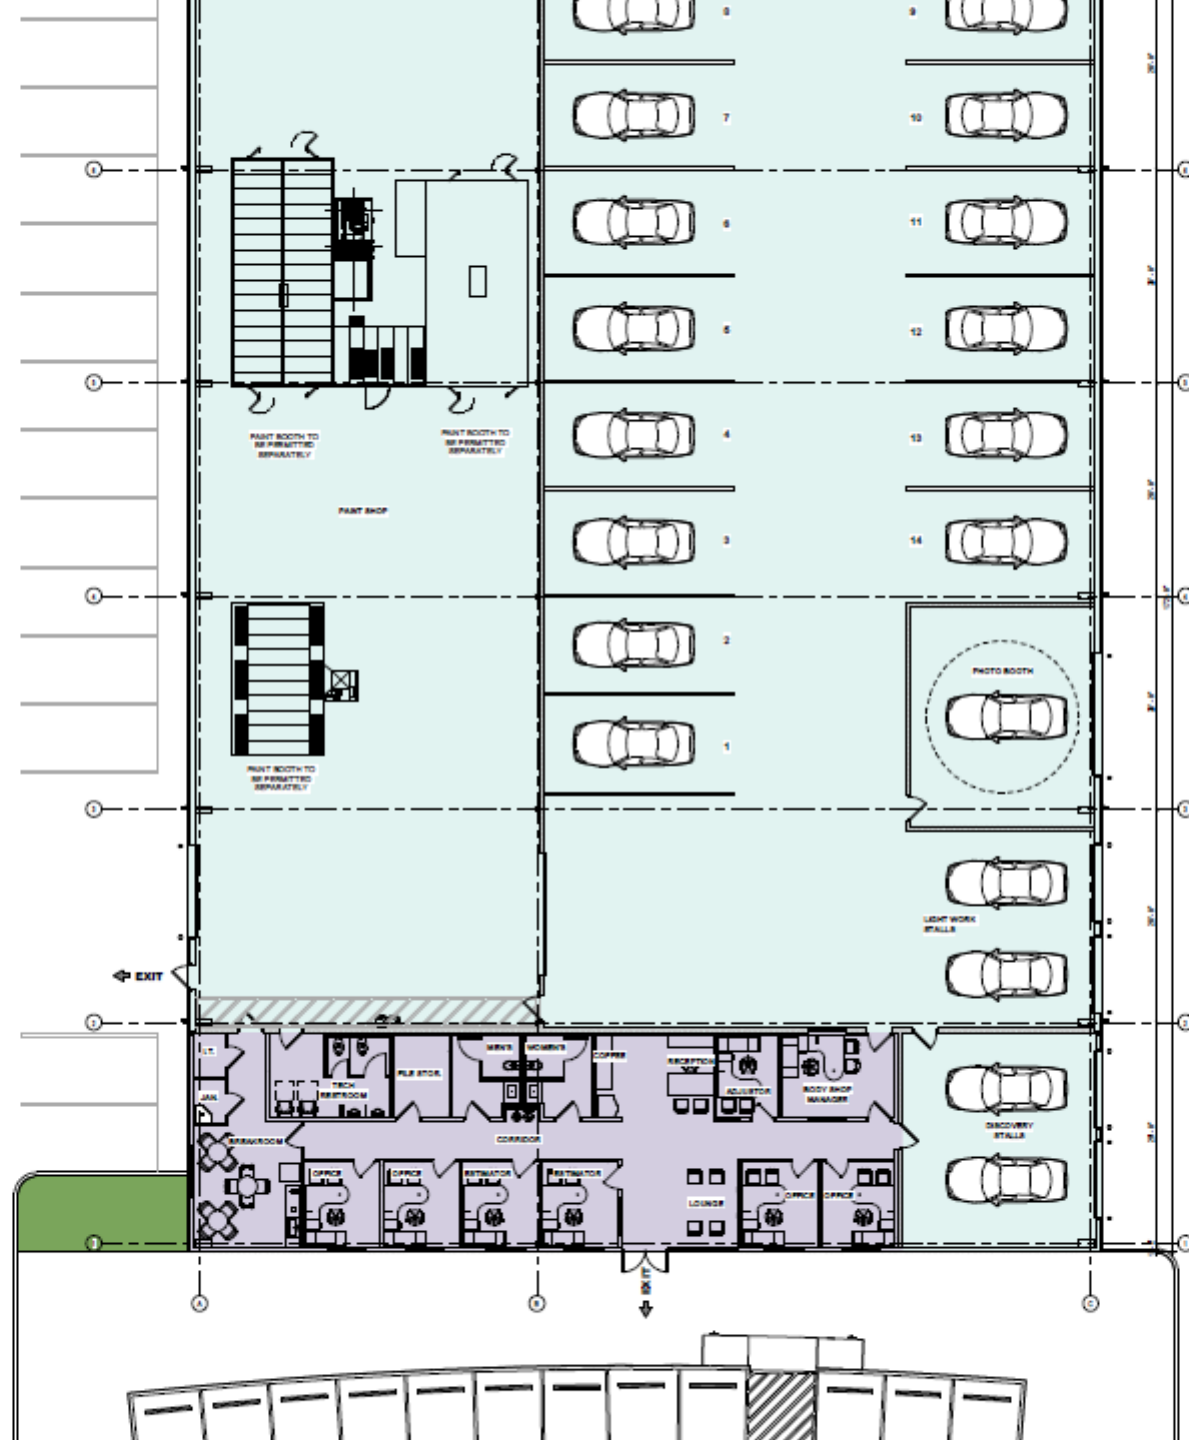 8
9
7
10
6
11
5
12
PAINT BOOTH TO
BE PERMITTED
SEPARATELY
PAINT BOOTH TO
BE PERMITTED
SEPARATELY
4
13
PAINT SHOP
3
14
2
PHOTO BOOTH
1
PAINT BOOTH TO
BE PERMITTED
SEPARATELY
LIGHT WORK
STALLS
EXIT
I.T.
MEN'S
WOMEN'S
COFFEE
RECEPTION
FILE STOR.
JAN.
TECH
RESTROOM
ADJUSTOR
BODY SHOP
MANAGER
BREAKROOM
CORRIDOR
DISCOVERY
STALLS
OFFICE
OFFICE
ESTIMATOR
ESTIMATOR
OFFICE
OFFICE
LOUNGE
EXIT
A
B
C